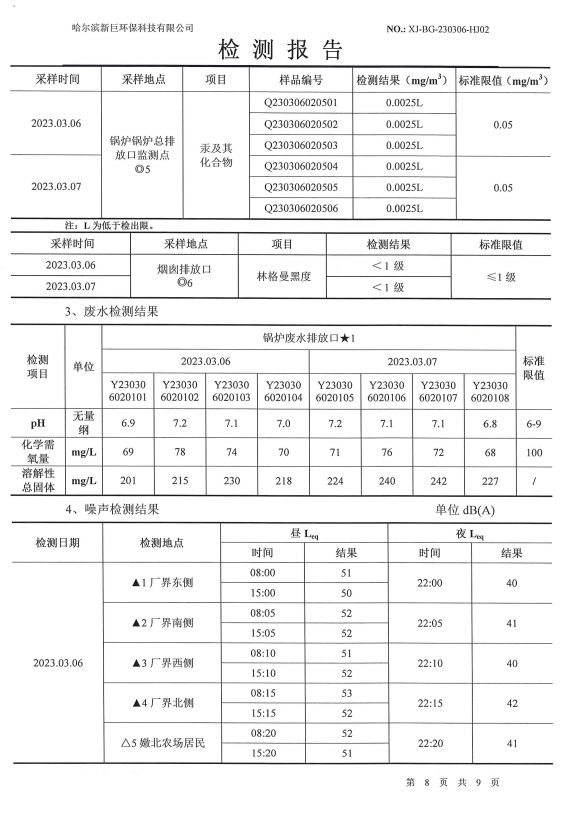 哈尔滨新巨环保科技有限公司 NO.: XJ-BG-230306-HJ02
检 测 报 告
采样时间 采样地点 项目 样品编号 检测结果（mg/m³） 标准限值（mg/m³）
2023.03.06 锅炉锅炉总排放口监测点◎5 汞及其化合物 Q230306020501 0.0025L 0.05
Q230306020502 0.0025L
Q230306020503 0.0025L
2023.03.07 Q230306020504 0.0025L 0.05
Q230306020505 0.0025L
Q230306020506 0.0025L
注：L 为低于检出限。
采样时间 采样地点 项目 检测结果 标准限值
2023.03.06 烟囱排放口◎6 林格曼黑度 ＜1 级 ≤1 级
2023.03.07 ＜1 级
3、废水检测结果
检测项目 单位 锅炉废水排放口★1 标准限值
2023.03.06 2023.03.07
Y230306020101 Y230306020102 Y230306020103 Y230306020104 Y230306020105 Y230306020106 Y230306020107 Y230306020108
pH 无量纲 6.9 7.2 7.1 7.0 7.2 7.1 7.1 6.8 6-9
化学需氧量 mg/L 69 78 74 70 71 76 72 68 100
溶解性总固体 mg/L 201 215 230 218 224 240 242 227 /
4、噪声检测结果 单位 dB(A)
检测日期 检测地点 昼 Leq 夜 Leq
时间 结果 时间 结果
2023.03.06 ▲1 厂界东侧 08:00 51 22:00 40
15:00 50
▲2 厂界南侧 08:05 52 22:05 41
15:05 52
▲3 厂界西侧 08:10 51 22:10 40
15:10 52
▲4 厂界北侧 08:15 53 22:15 42
15:15 52
△5 嫩北农场居民 08:20 52 22:20 41
15:20 51
第 8 页 共 9 页